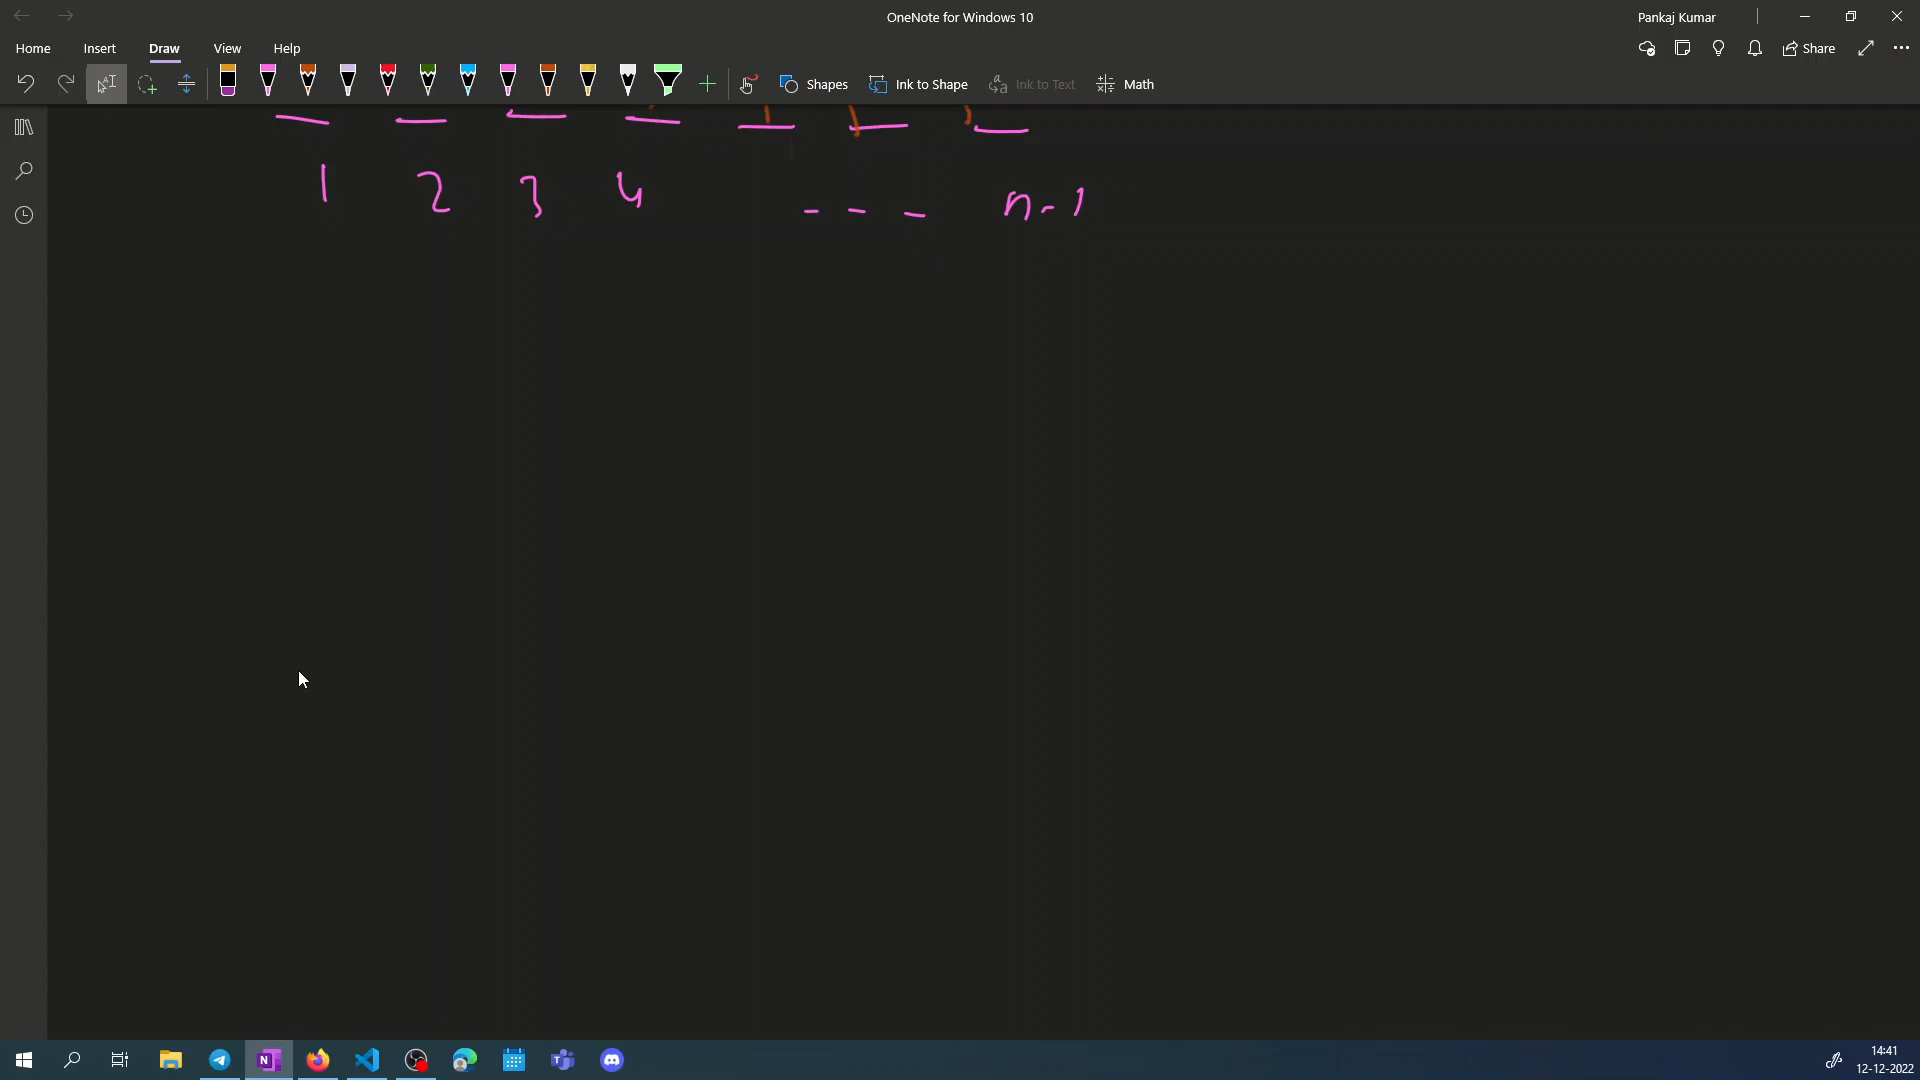 OneNote for Windows 10
Pankaj Kumar
Home Insert Draw View Help
Share
Shapes Ink to Shape Ink to Text Math
1 2 3 4 - - - n-1
14:41
12-12-2022